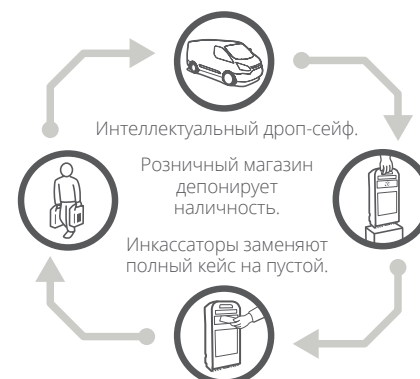 Интеллектуальный дроп-сейф.
Розничный магазин
депонирует
наличность.
Инкассаторы заменяют
полный кейс на пустой.